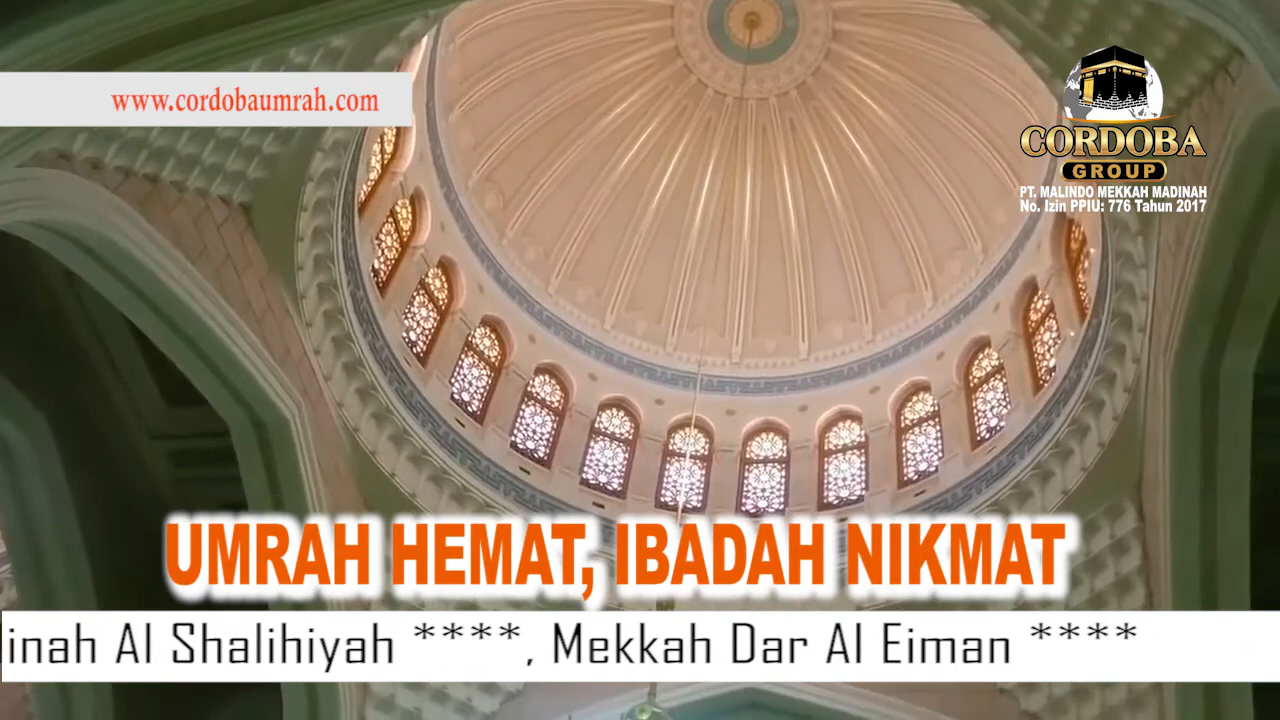 www.cordobaumrah.com
CORDOBA
GROUP
PT. MALINDO MEKKAH MADINAH
No. Izin PPIU: 776 Tahun 2017
UMRAH HEMAT, IBADAH NIKMAT
inah Al Shalihiyah ****, Mekkah Dar Al Eiman ****